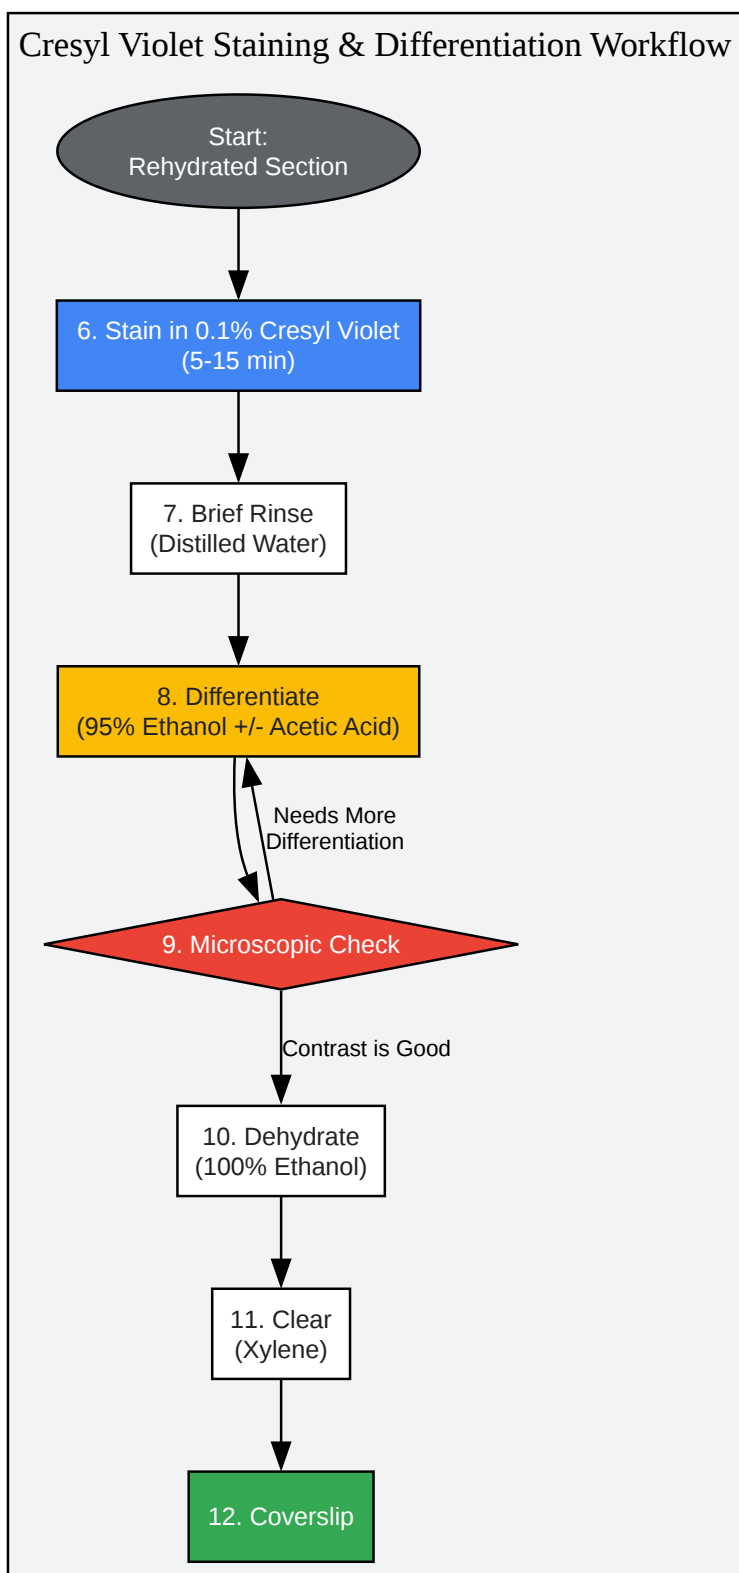 Cresyl Violet Staining & Differentiation Workflow
Start:
Rehydrated Section
6. Stain in 0.1% Cresyl Violet
(5-15 min)
7. Brief Rinse
(Distilled Water)
8. Differentiate
(95% Ethanol +/- Acetic Acid)
Needs More
Differentiation
9. Microscopic Check
Contrast is Good
10. Dehydrate
(100% Ethanol)
11. Clear
(Xylene)
12. Coverslip